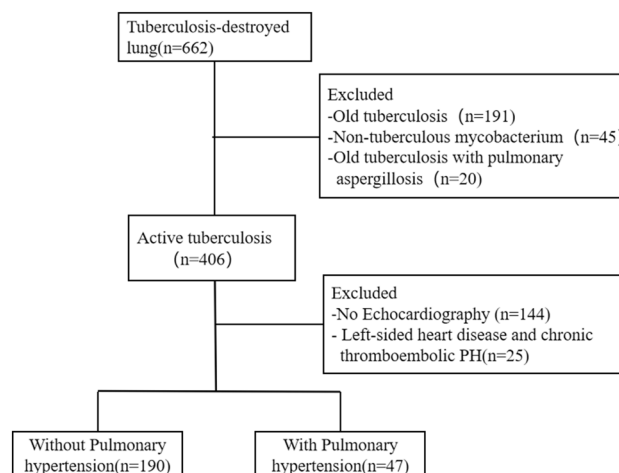 Tuberculosis-destroyed
lung(n=662)
Excluded
-Old tuberculosis（n=191)
-Non-tuberculous mycobacterium（n=45)
-Old tuberculosis with pulmonary
aspergillosis（n=20)
Active tuberculosis
（n=406）
Excluded
-No Echocardiography (n=144)
- Left-sided heart disease and chronic
thromboembolic PH(n=25)
Without Pulmonary
hypertension(n=190)
With Pulmonary
hypertension(n=47)